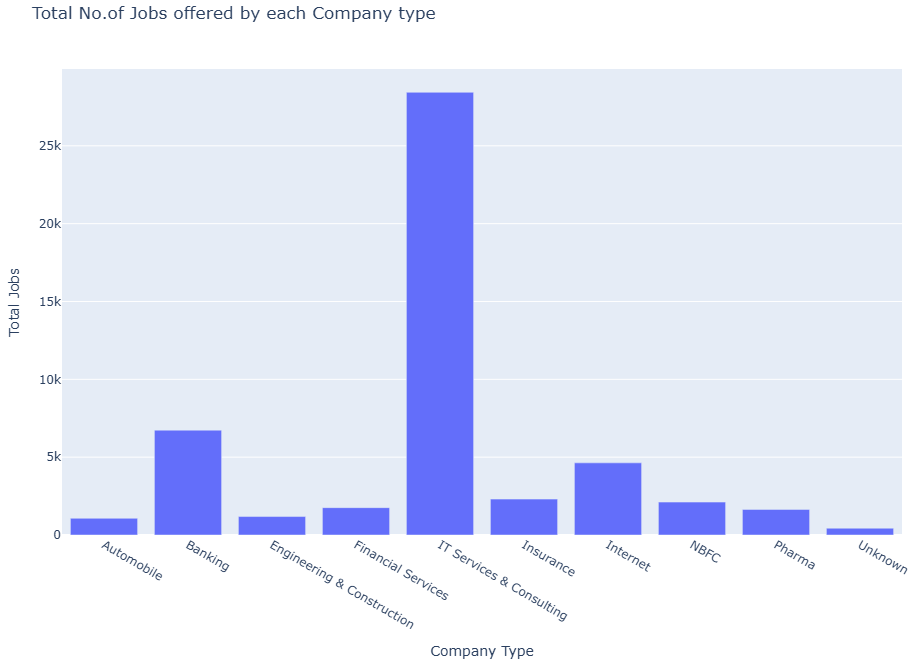 Total No.of Jobs offered by each Company type
Total Jobs
25k
20k
15k
10k
5k
0
Automobile
Banking
Engineering & Construction
Financial Services
IT Services & Consulting
Insurance
Internet
NBFC
Pharma
Unknown
Company Type